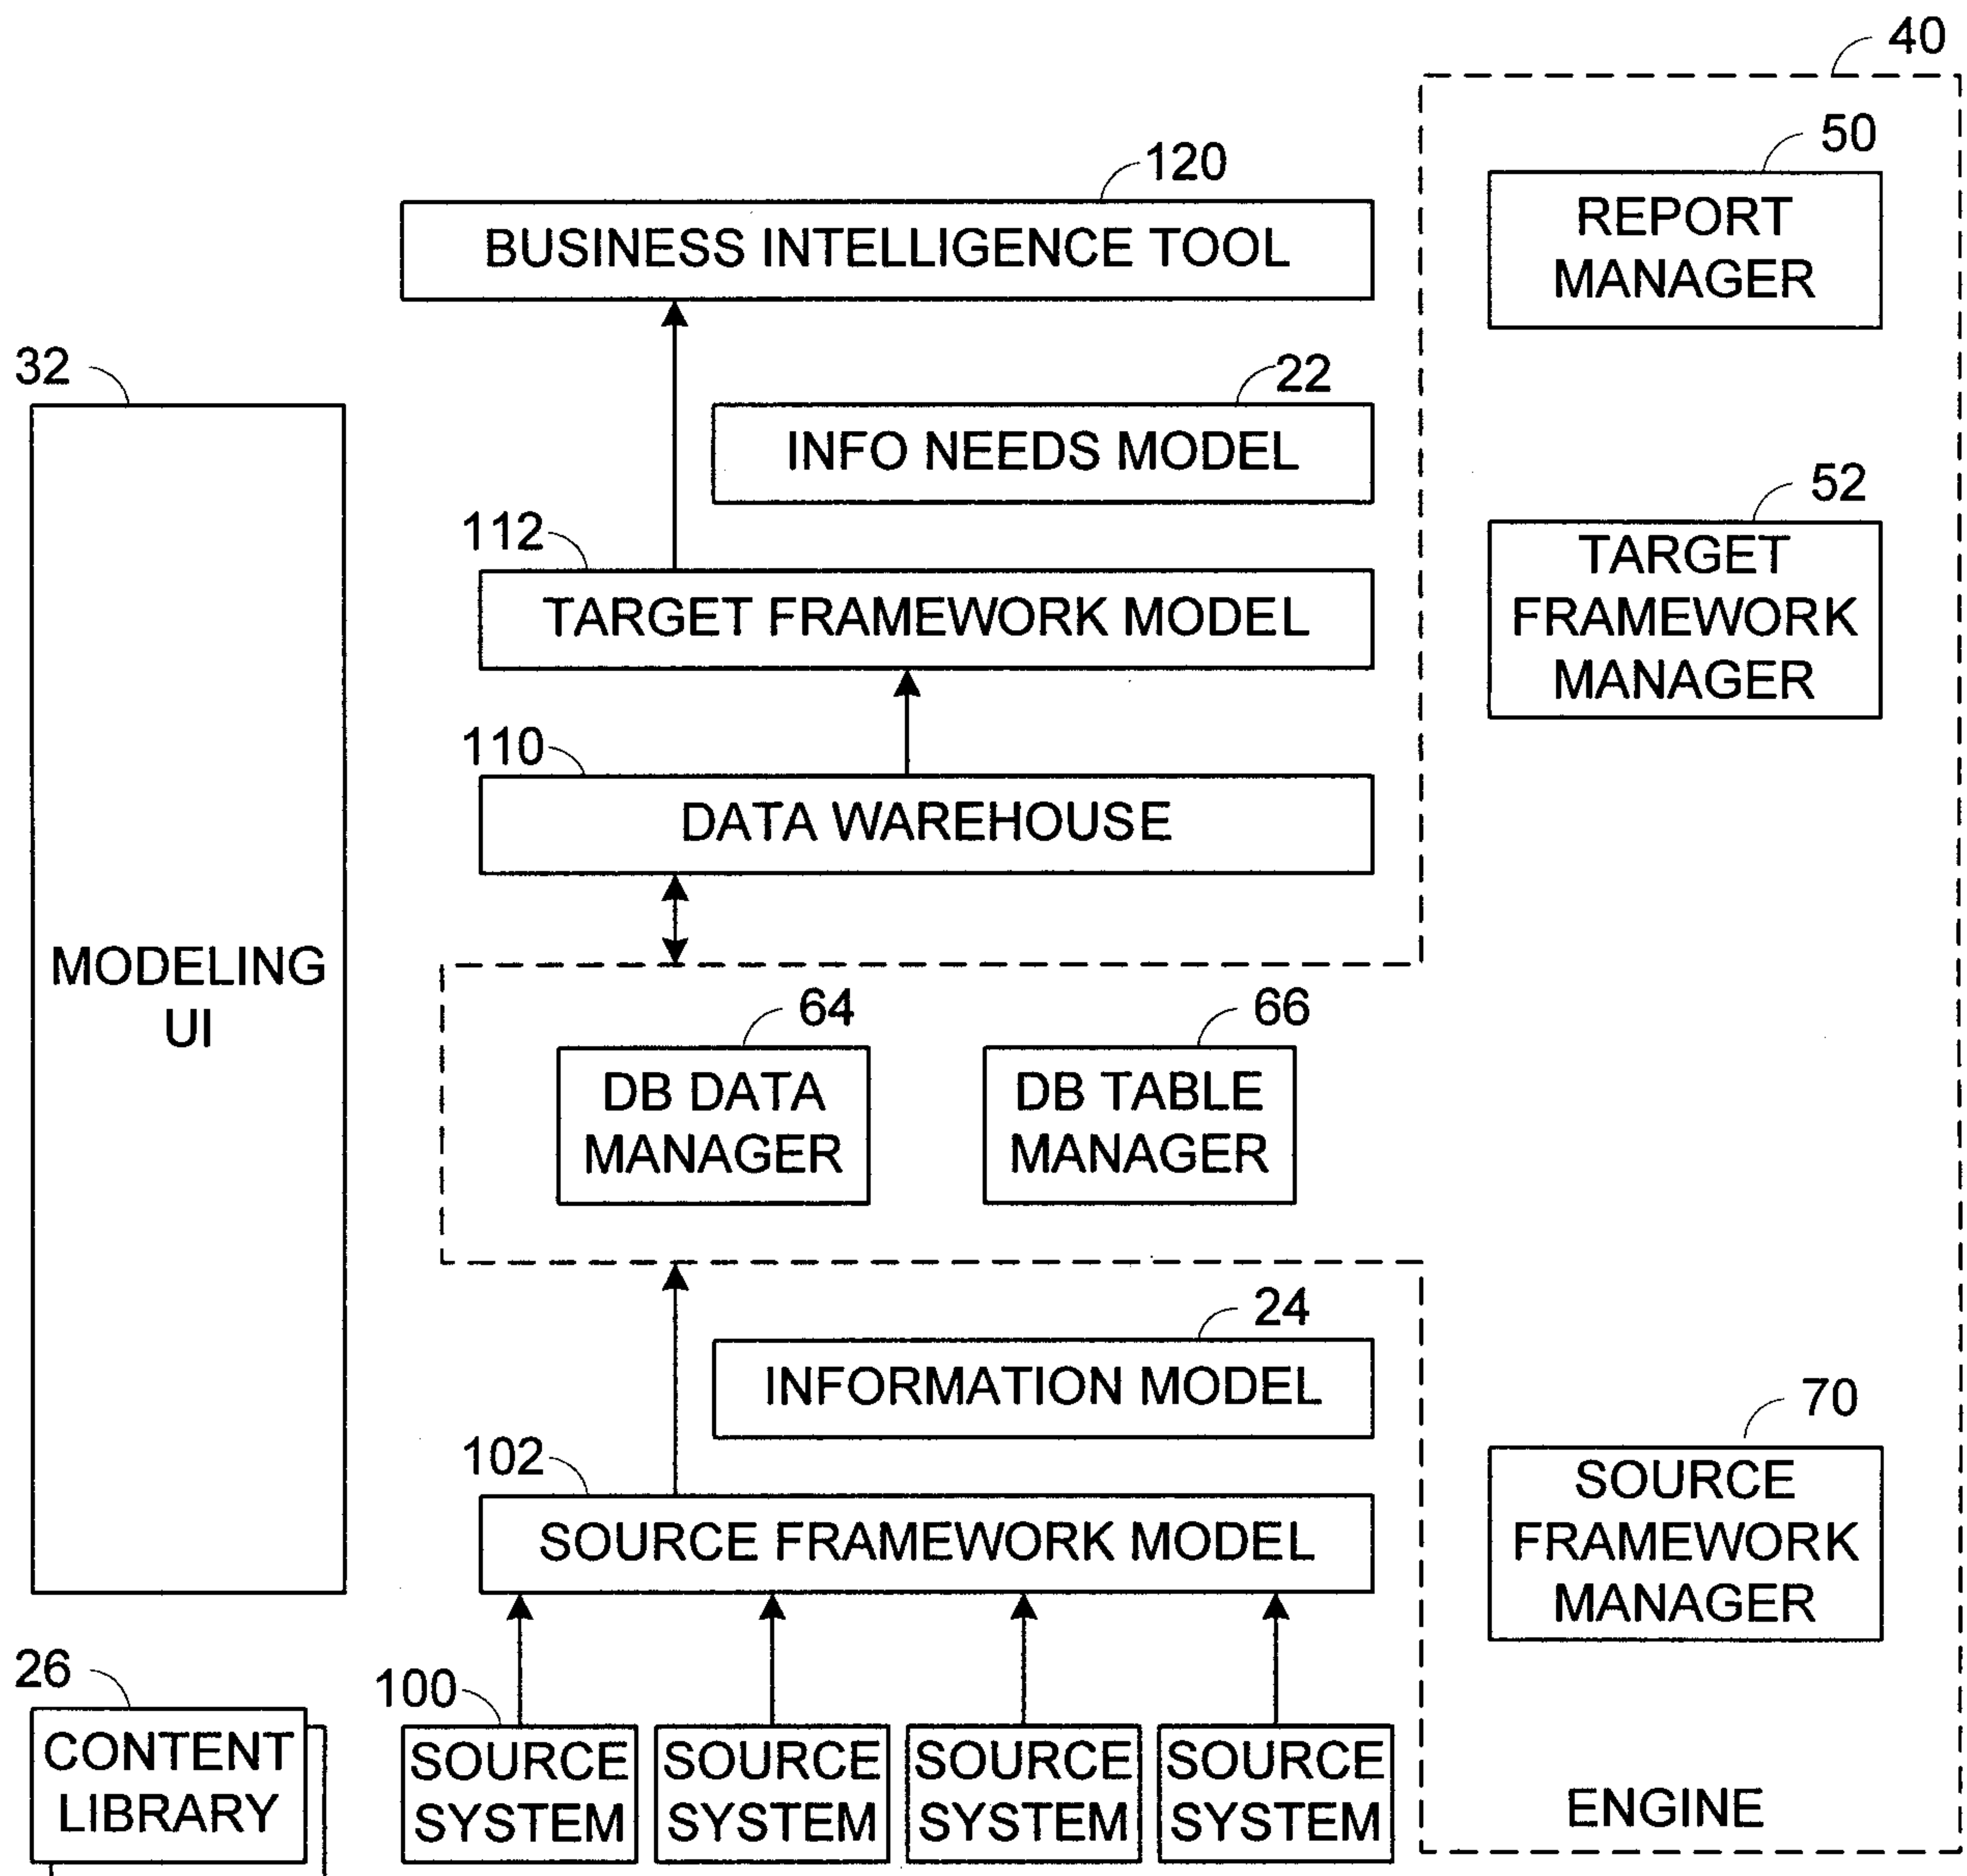 40
50
120
REPORT
MANAGER
BUSINESS INTELLIGENCE TOOL
32
22
INFO NEEDS MODEL
52
112
TARGET
FRAMEWORK
MANAGER
TARGET FRAMEWORK MODEL
110
DATA WAREHOUSE
MODELING
UI
64
66
DB DATA
MANAGER
DB TABLE
MANAGER
24
INFORMATION MODEL
70
102
SOURCE
FRAMEWORK
MANAGER
SOURCE FRAMEWORK MODEL
26
100
CONTENT
LIBRARY
SOURCE
SYSTEM
SOURCE
SYSTEM
SOURCE
SYSTEM
SOURCE
SYSTEM
ENGINE